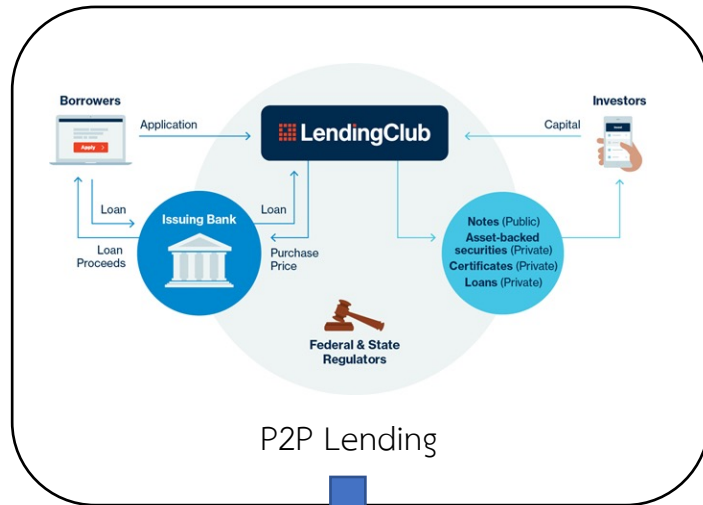 Borrowers
Apply
Application
LendingClub
Capital
Investors
Loan
Loan
Proceeds
Issuing Bank
Loan
Purchase
Price
Notes (Public)
Asset-backed
securities (Private)
Certificates (Private)
Loans (Private)
Federal & State
Regulators
P2P Lending